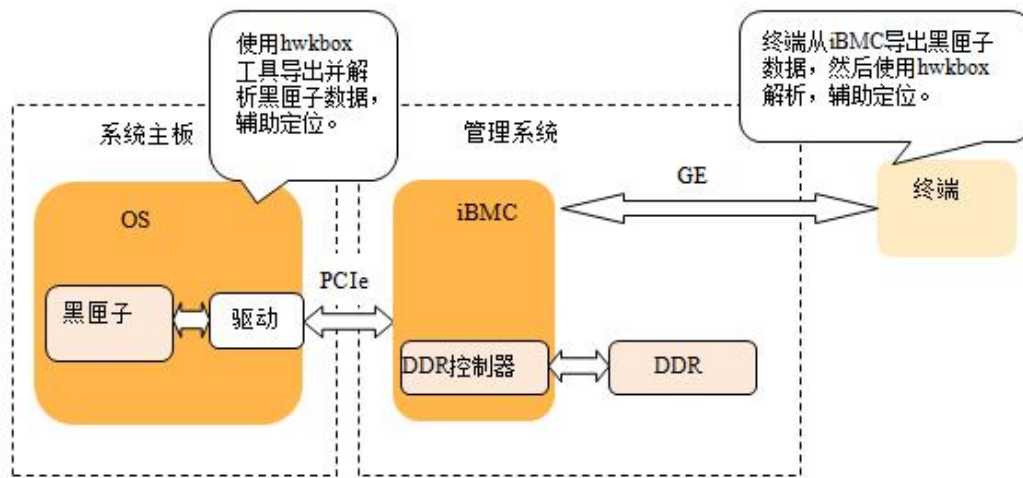 使用hwkbox
工具导出并解
析黑匣子数据，
辅助定位。
终端从iBMC导出黑匣子
数据，然后使用hwkbox
解析，辅助定位。
系统主板
管理系统
GE
终端
OS
iBMC
PCIe
黑匣子
驱动
DDR控制器
DDR